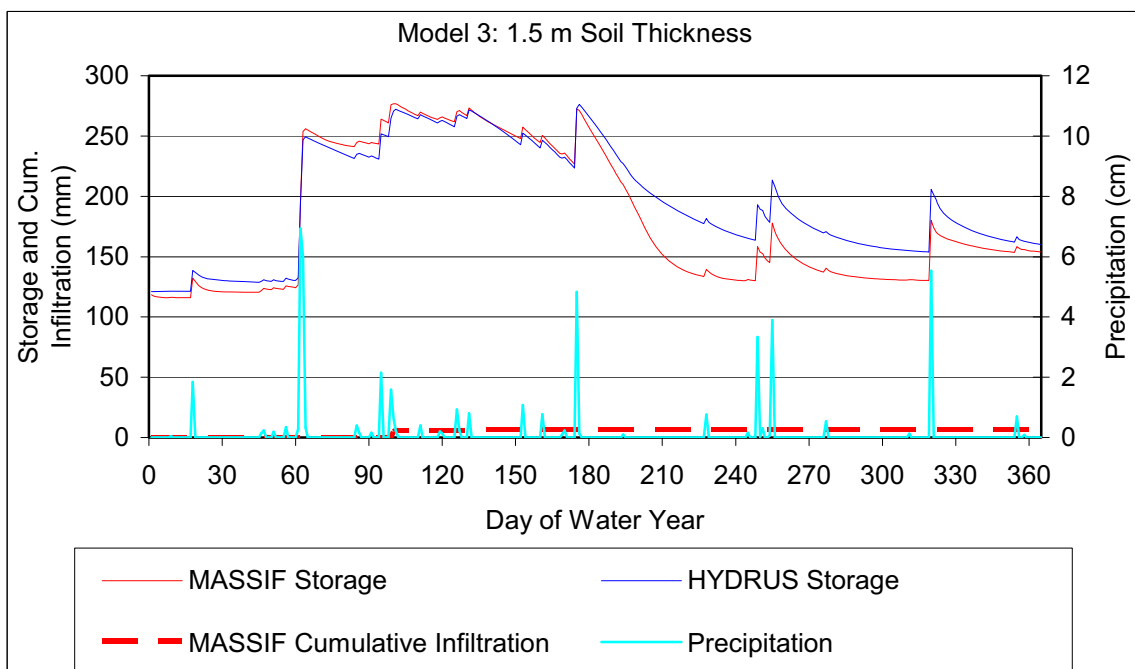 Model 3: 1.5 m Soil Thickness
300
250
200
150
100
50
0
Storage and Cum.
Infiltration (mm)
12
10
8
6
4
2
0
Precipitation (cm)
0 30 60 90 120 150 180 210 240 270 300 330 360
Day of Water Year
MASSIF Storage HYDRUS Storage
MASSIF Cumulative Infiltration Precipitation